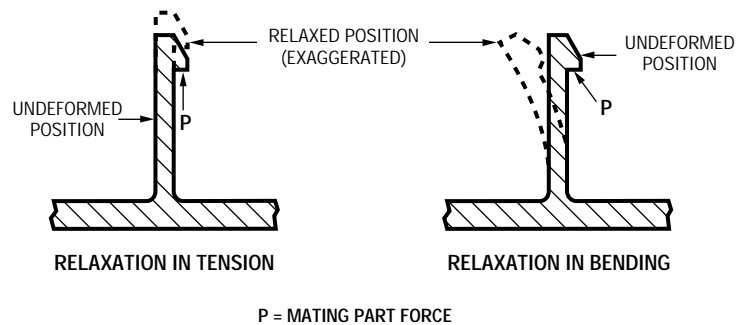 RELAXED POSITION
(EXAGGERATED)
UNDEFORMED
POSITION
UNDEFORMED
POSITION
P
P
RELAXATION IN TENSION
RELAXATION IN BENDING
P = MATING PART FORCE